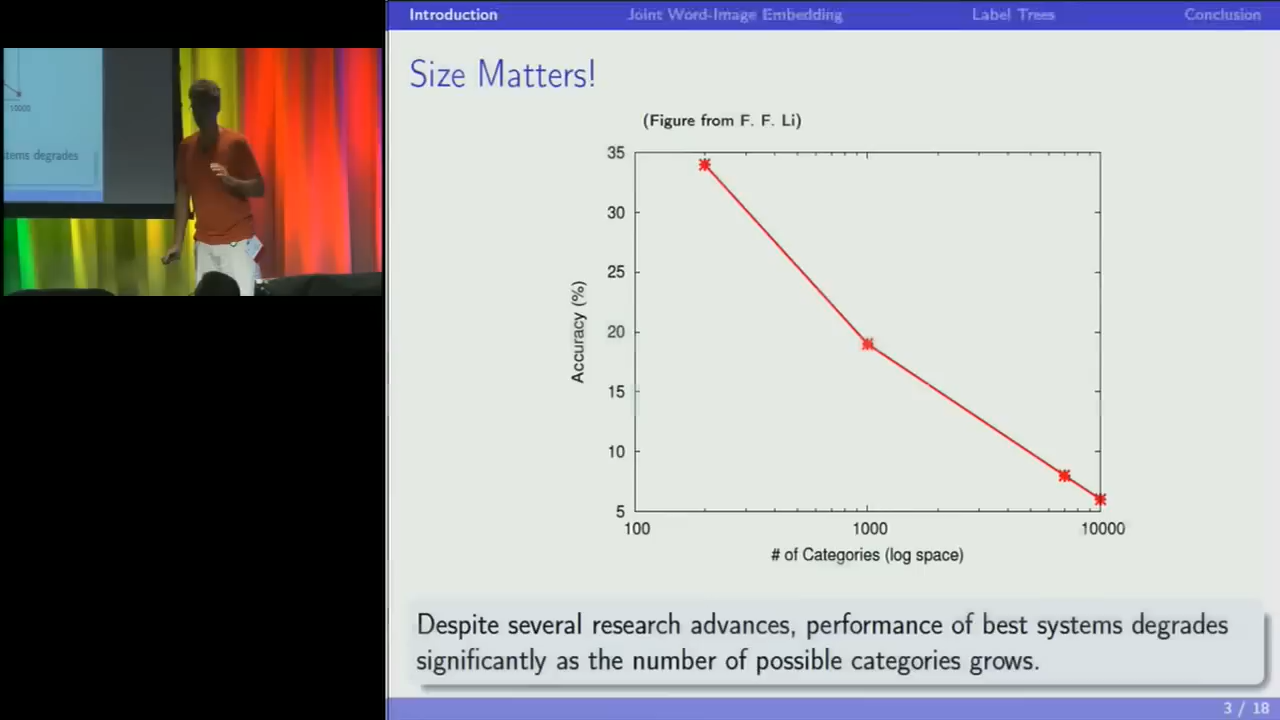 Introduction Joint Word-Image Embedding Label Trees Conclusion
Size Matters!
(Figure from F. F. Li)
35
30
25
20
15
10
5
Accuracy (%)
100 1000 10000
# of Categories (log space)
Despite several research advances, performance of best systems degrades
significantly as the number of possible categories grows.
3 / 18
10000
stems degrades